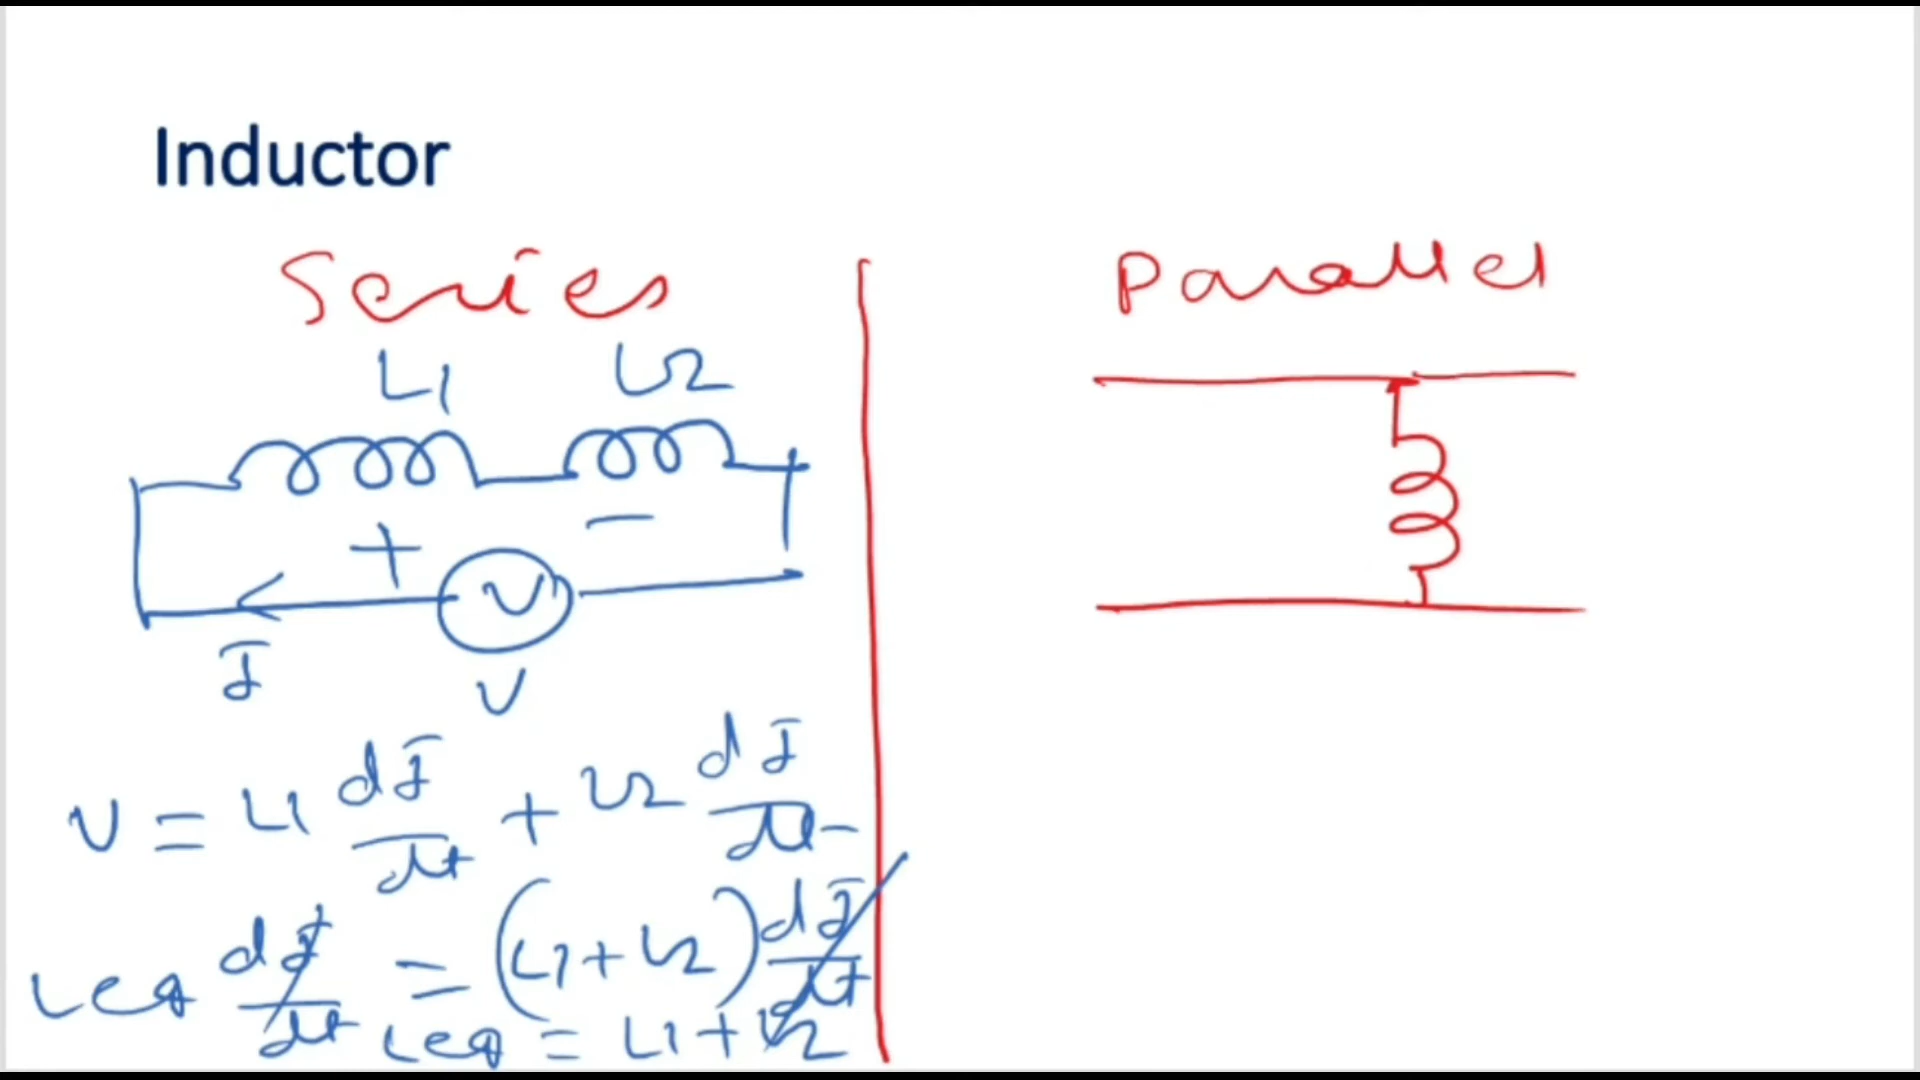 Inductor
Series
L1 L2
+ −
V
I
V
V = L1 dI/dt + L2 dI/dt
Leq dI/dt = (L1 + L2) dI/dt
Leq = L1 + L2
Parallel